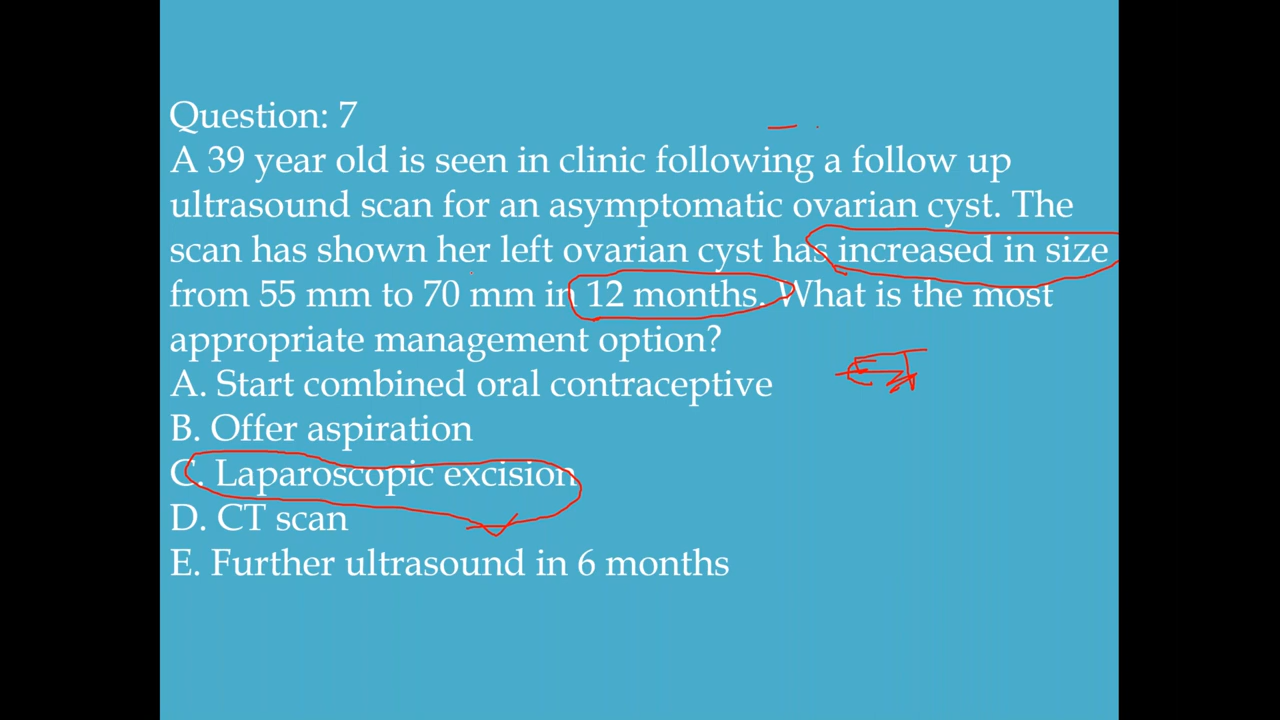 Question: 7
A 39 year old is seen in clinic following a follow up
ultrasound scan for an asymptomatic ovarian cyst. The
scan has shown her left ovarian cyst has increased in size
from 55 mm to 70 mm in 12 months. What is the most
appropriate management option?
A. Start combined oral contraceptive
B. Offer aspiration
C. Laparoscopic excision
D. CT scan
E. Further ultrasound in 6 months